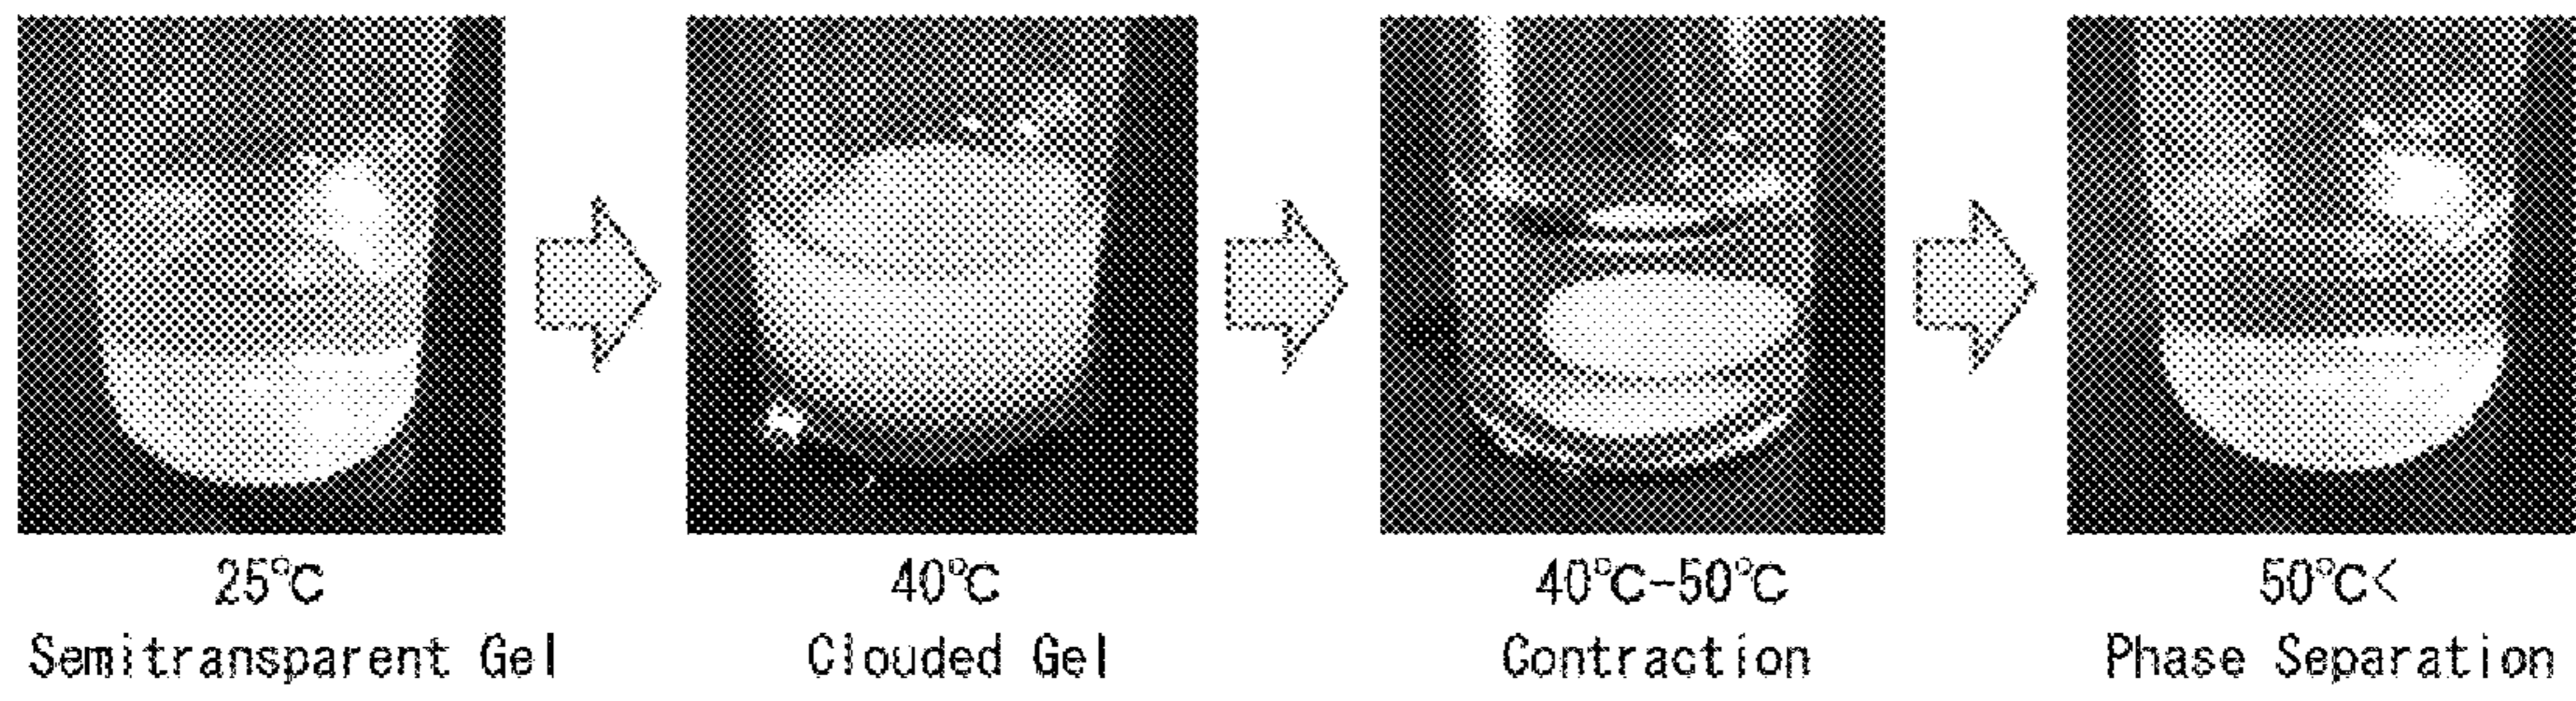 25℃
Semitransparent Gel
40℃
Clouded Gel
40℃-50℃
Contraction
50℃<
Phase Separation